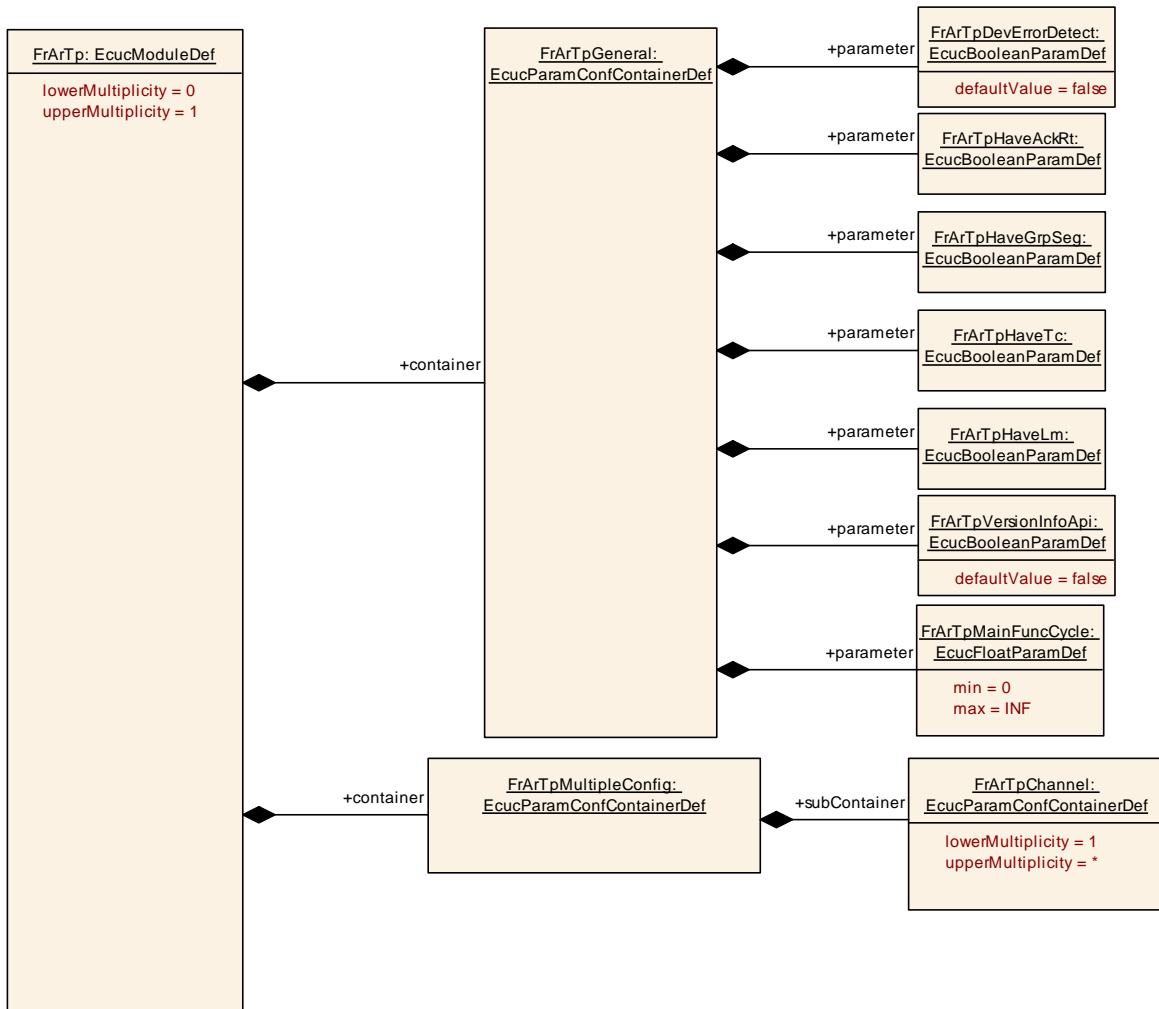 FrArTp: EcucModuleDef
lowerMultiplicity = 0
upperMultiplicity = 1
+container
FrArTpGeneral:
EcucParamConfContainerDef
+parameter
FrArTpDevErrorDetect:
EcucBooleanParamDef
defaultValue = false
+parameter
FrArTpHaveAckRt:
EcucBooleanParamDef
+parameter
FrArTpHaveGrpSeg:
EcucBooleanParamDef
+parameter
FrArTpHaveTc:
EcucBooleanParamDef
+parameter
FrArTpHaveLm:
EcucBooleanParamDef
+parameter
FrArTpVersionInfoApi:
EcucBooleanParamDef
defaultValue = false
+parameter
FrArTpMainFuncCycle:
EcucFloatParamDef
min = 0
max = INF
+container
FrArTpMultipleConfig:
EcucParamConfContainerDef
+subContainer
FrArTpChannel:
EcucParamConfContainerDef
lowerMultiplicity = 1
upperMultiplicity = *